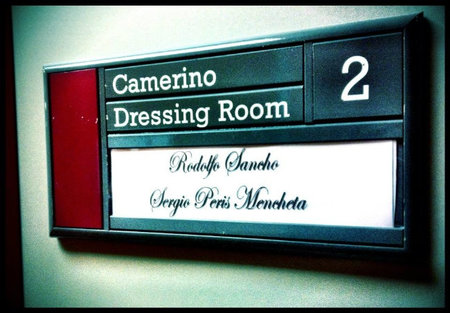 Camerino
Dressing Room
2
Rodolfo Sancho
Sergio Peris Mencheta